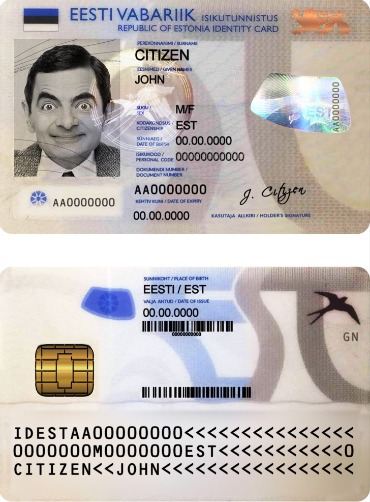 EESTI VABARIIK ISIKUTUNNISTUS
REPUBLIC OF ESTONIA IDENTITY CARD
PEREKONNANIMI / SURNAME
CITIZEN
EESNIMED / GIVEN NAMES
JOHN
SUGU /
SEX
M/F
KODAKONDSUS /
CITIZENSHIP
EST
SÜNNIAEG /
DATE OF BIRTH
00.00.0000
ISIKUKOOD /
PERSONAL CODE
00000000000
DOKUMENDI NUMBER /
DOCUMENT NUMBER
AA0000000
KEHTIV KUNI / DATE OF EXPIRY
00.00.0000
AA0000000
AA0000000
J. Citizen
KASUTAJA ALLKIRI / HOLDER'S SIGNATURE
SÜNNIKOHT / PLACE OF BIRTH
EESTI / EST
VÄLJA ANTUD / DATE OF ISSUE
00.00.0000
GN
IDESTAA00000000<<<<<<<<<<<<<<<
0000000M0000000EST<<<<<<<<<<<0
CITIZEN<<JOHN<<<<<<<<<<<<<<<<<